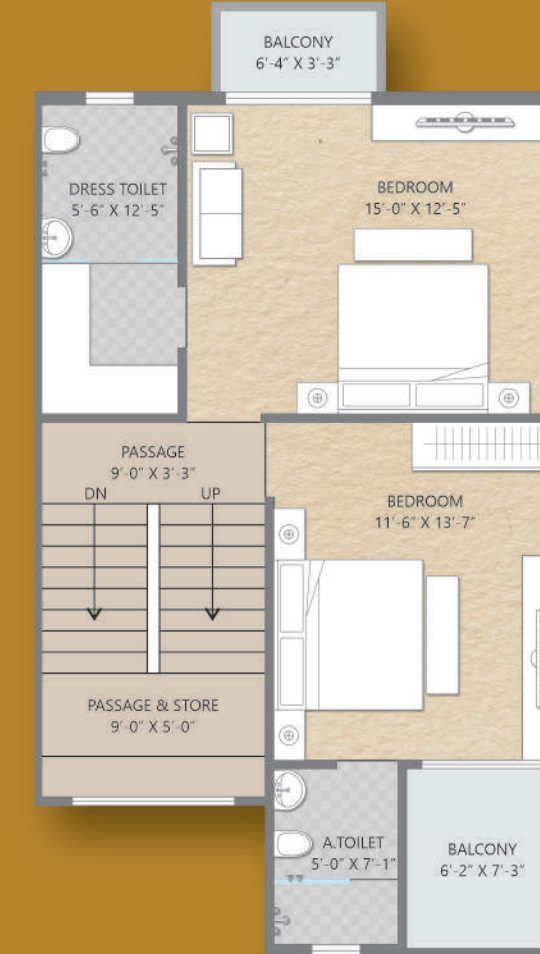 BALCONY
6'-4" X 3'-3"
DRESS TOILET
5'-6" X 12'-5"
BEDROOM
15'-0" X 12'-5"
PASSAGE
9'-0" X 3'-3"
DN
UP
BEDROOM
11'-6" X 13'-7"
PASSAGE & STORE
9'-0" X 5'-0"
A.TOILET
5'-0" X 7'-1"
BALCONY
6'-2" X 7'-3"